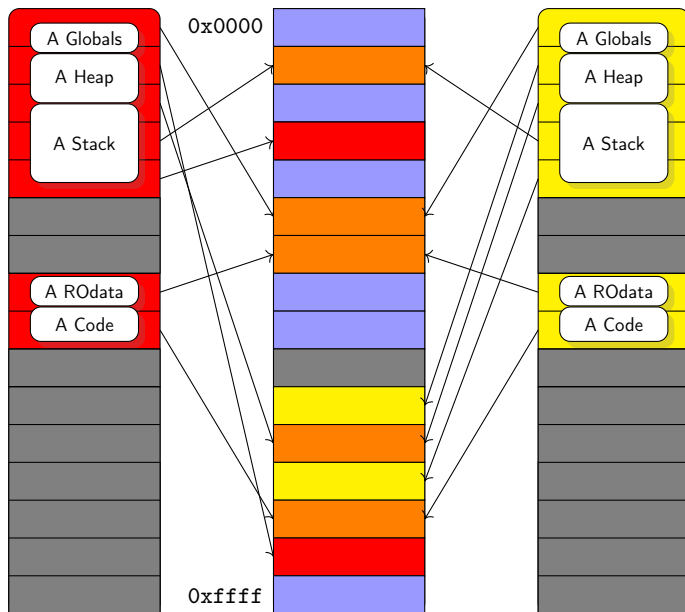 A Globals
A Heap
A Stack
A ROdata
A Code
0x0000
0xffff
A Globals
A Heap
A Stack
A ROdata
A Code